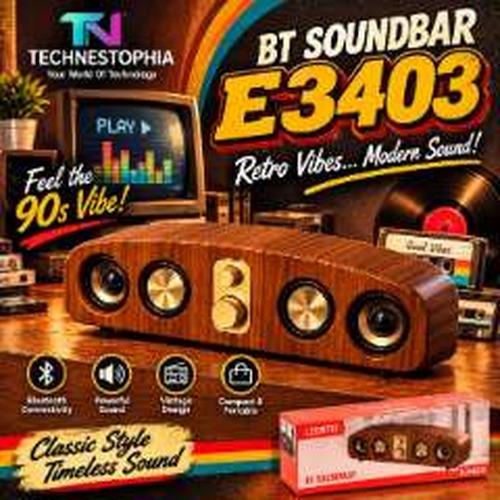 TN
TECHNESTOPHIA
Your World Of Technology
BT SOUNDBAR
E3403
Retro Vibes... Modern Sound!
PLAY
Feel the
90s Vibe!
Good Vibes
Bluetooth
Connectivity
Powerful
Sound
Vintage
Design
Compact &
Portable
Classic Style
Timeless Sound
BT SOUNDBAR